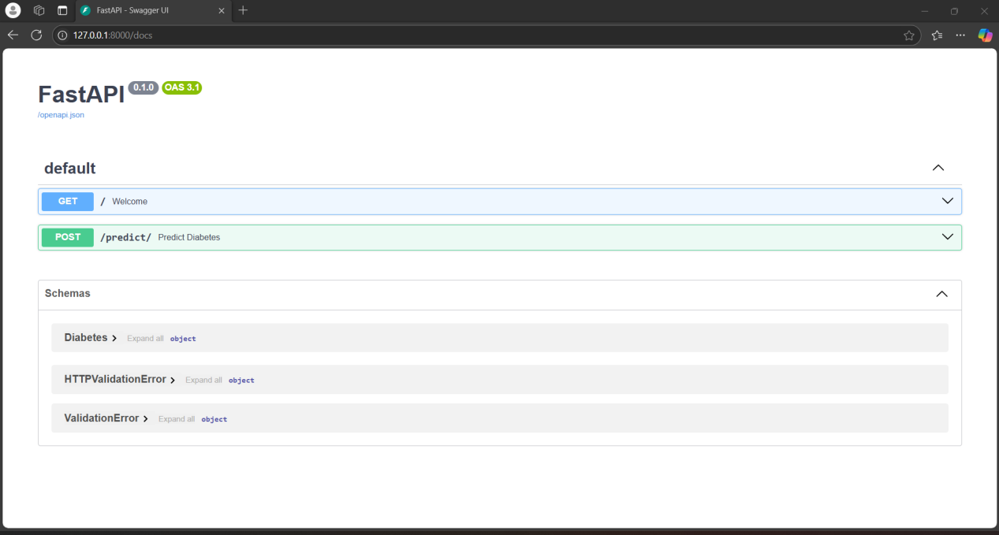 FastAPI - Swagger UI
127.0.0.1:8000/docs
FastAPI 0.1.0 OAS 3.1
/openapi.json
default
GET / Welcome
POST /predict/ Predict Diabetes
Schemas
Diabetes Expand all object
HTTPValidationError Expand all object
ValidationError Expand all object